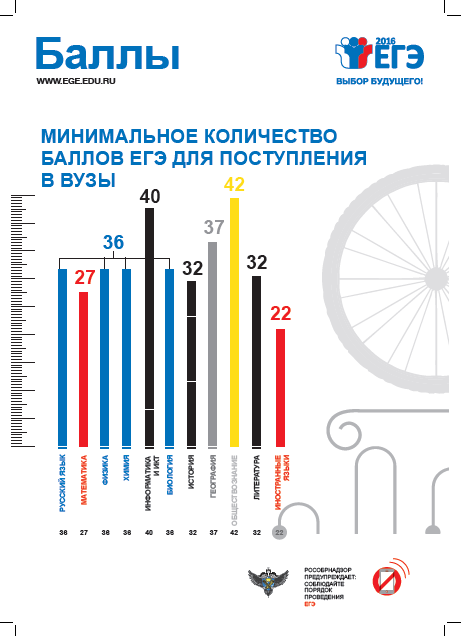 Баллы
WWW.EGE.EDU.RU
2016
ЕГЭ
ВЫБОР БУДУЩЕГО!
МИНИМАЛЬНОЕ КОЛИЧЕСТВО
БАЛЛОВ ЕГЭ ДЛЯ ПОСТУПЛЕНИЯ
В ВУЗЫ
36
27
40
32
37
42
32
22
РУССКИЙ ЯЗЫК
МАТЕМАТИКА
ФИЗИКА
ХИМИЯ
ИНФОРМАТИКА
И ИКТ
БИОЛОГИЯ
ИСТОРИЯ
ГЕОГРАФИЯ
ОБЩЕСТВОЗНАНИЕ
ЛИТЕРАТУРА
ИНОСТРАННЫЕ
ЯЗЫКИ
36 27 36 36 40 36 32 37 42 32 22
РОСОБРНАДЗОР
ПРЕДУПРЕЖДАЕТ:
СОБЛЮДАЙТЕ
ПОРЯДОК
ПРОВЕДЕНИЯ
ЕГЭ